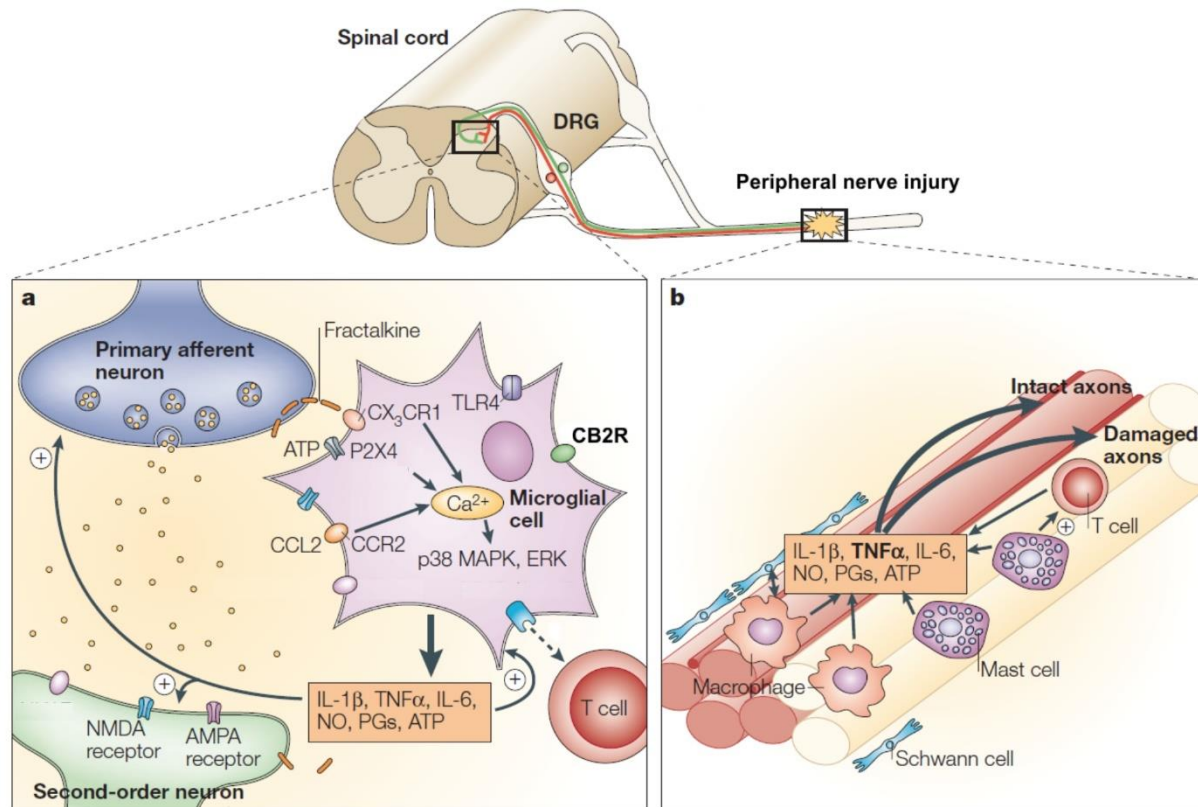 Spinal cord
DRG
Peripheral nerve injury
a
Fractalkine
Primary afferent
neuron
CX₃CR1
TLR4
ATP
P2X4
CB2R
Ca²⁺
Microglial
cell
CCL2
CCR2
p38 MAPK, ERK
+
+
+
IL-1β, TNFα, IL-6,
NO, PGs, ATP
T cell
NMDA
receptor
AMPA
receptor
Second-order neuron
b
Intact axons
Damaged
axons
T cell
+
IL-1β, TNFα, IL-6,
NO, PGs, ATP
Mast cell
Macrophage
Schwann cell